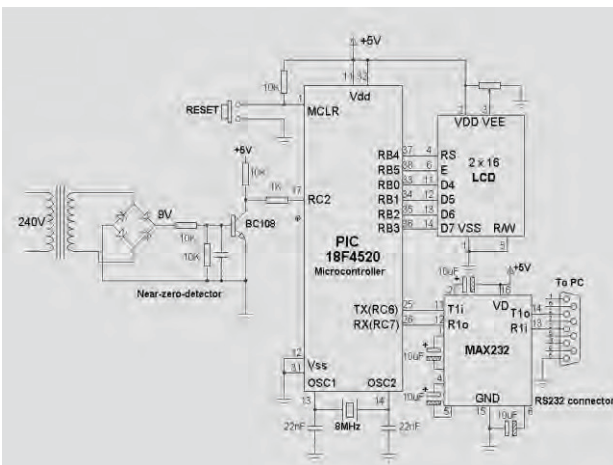 +5V
10K
11 32
Vdd
RESET
1
MCLR
2 3
VDD VEE
+5V
10K
1K
17
RC2
RB4 37 4 RS
RB5 38 6 E
RB0 33 11 D4
RB1 34 12 D5
RB2 35 13 D6
RB3 36 14 D7
2 x 16
LCD
VSS R/W
1 5
240V
9V
10K
10K
BC108
Near-zero-detector
PIC
18F4520
Microcontroller
10uF
+5V
To PC
16
VD
TX(RC6) 25 11 T1i
RX(RC7) 26 12 R1o
T1o 14
R1i 13
MAX232
10uF
4
10uF
5
12
Vss
31
OSC1 OSC2
13 14
22nF
8MHz
22nF
GND
15 6
10uF
RS232 connector